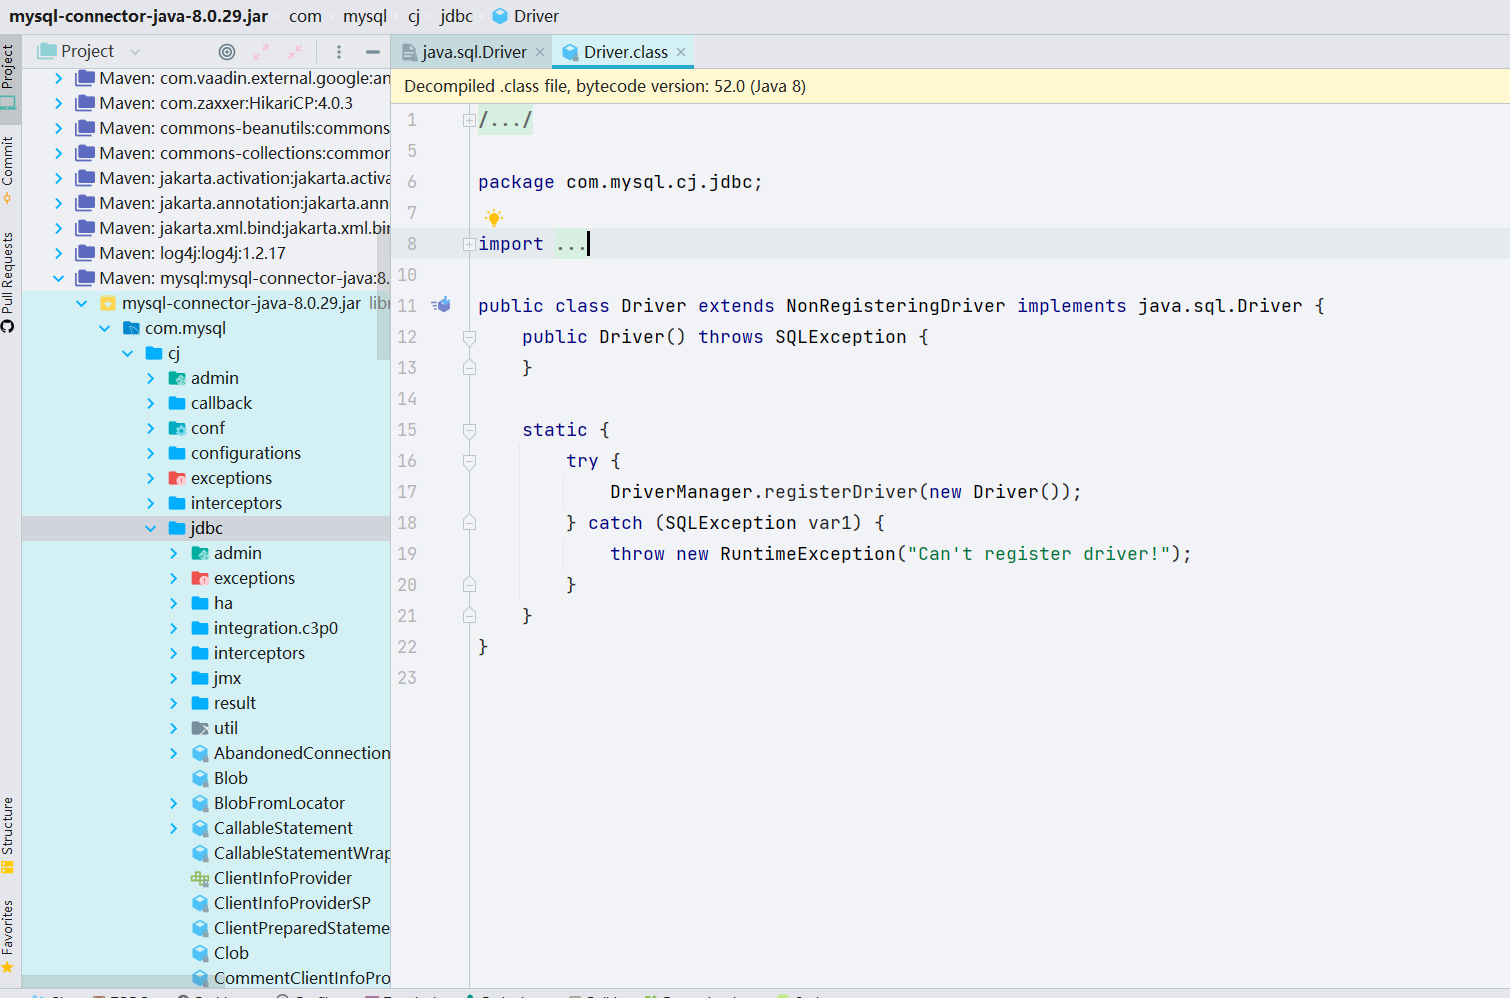 mysql-connector-java-8.0.29.jar com mysql cj jdbc Driver
Project
java.sql.Driver × Driver.class ×
Project
Commit
Pull Requests
Structure
Favorites
Maven: com.vaadin.external.google:an
Maven: com.zaxxer:HikariCP:4.0.3
Maven: commons-beanutils:commons
Maven: commons-collections:common
Maven: jakarta.activation:jakarta.activa
Maven: jakarta.annotation:jakarta.ann
Maven: jakarta.xml.bind:jakarta.xml.bin
Maven: log4j:log4j:1.2.17
Maven: mysql:mysql-connector-java:8.
mysql-connector-java-8.0.29.jar libr
com.mysql
cj
admin
callback
conf
configurations
exceptions
interceptors
jdbc
admin
exceptions
ha
integration.c3p0
interceptors
jmx
result
util
AbandonedConnection
Blob
BlobFromLocator
CallableStatement
CallableStatementWrap
ClientInfoProvider
ClientInfoProviderSP
ClientPreparedStateme
Clob
CommentClientInfoPro
Decompiled .class file, bytecode version: 52.0 (Java 8)
1 /.../
5
6 package com.mysql.cj.jdbc;
7
8 import ...
10
11 public class Driver extends NonRegisteringDriver implements java.sql.Driver {
12 public Driver() throws SQLException {
13 }
14
15 static {
16 try {
17 DriverManager.registerDriver(new Driver());
18 } catch (SQLException var1) {
19 throw new RuntimeException("Can't register driver!");
20 }
21 }
22 }
23